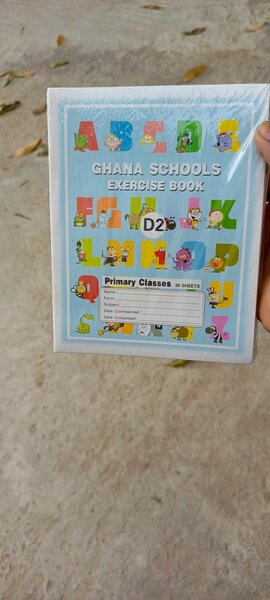 A B C D E
GHANA SCHOOLS
EXERCISE BOOK
F G H I J K
D2
L M N O P
Q
Primary Classes 30 SHEETS
Name:
Form:
Subject:
Date Commenced
Date Completed
Z